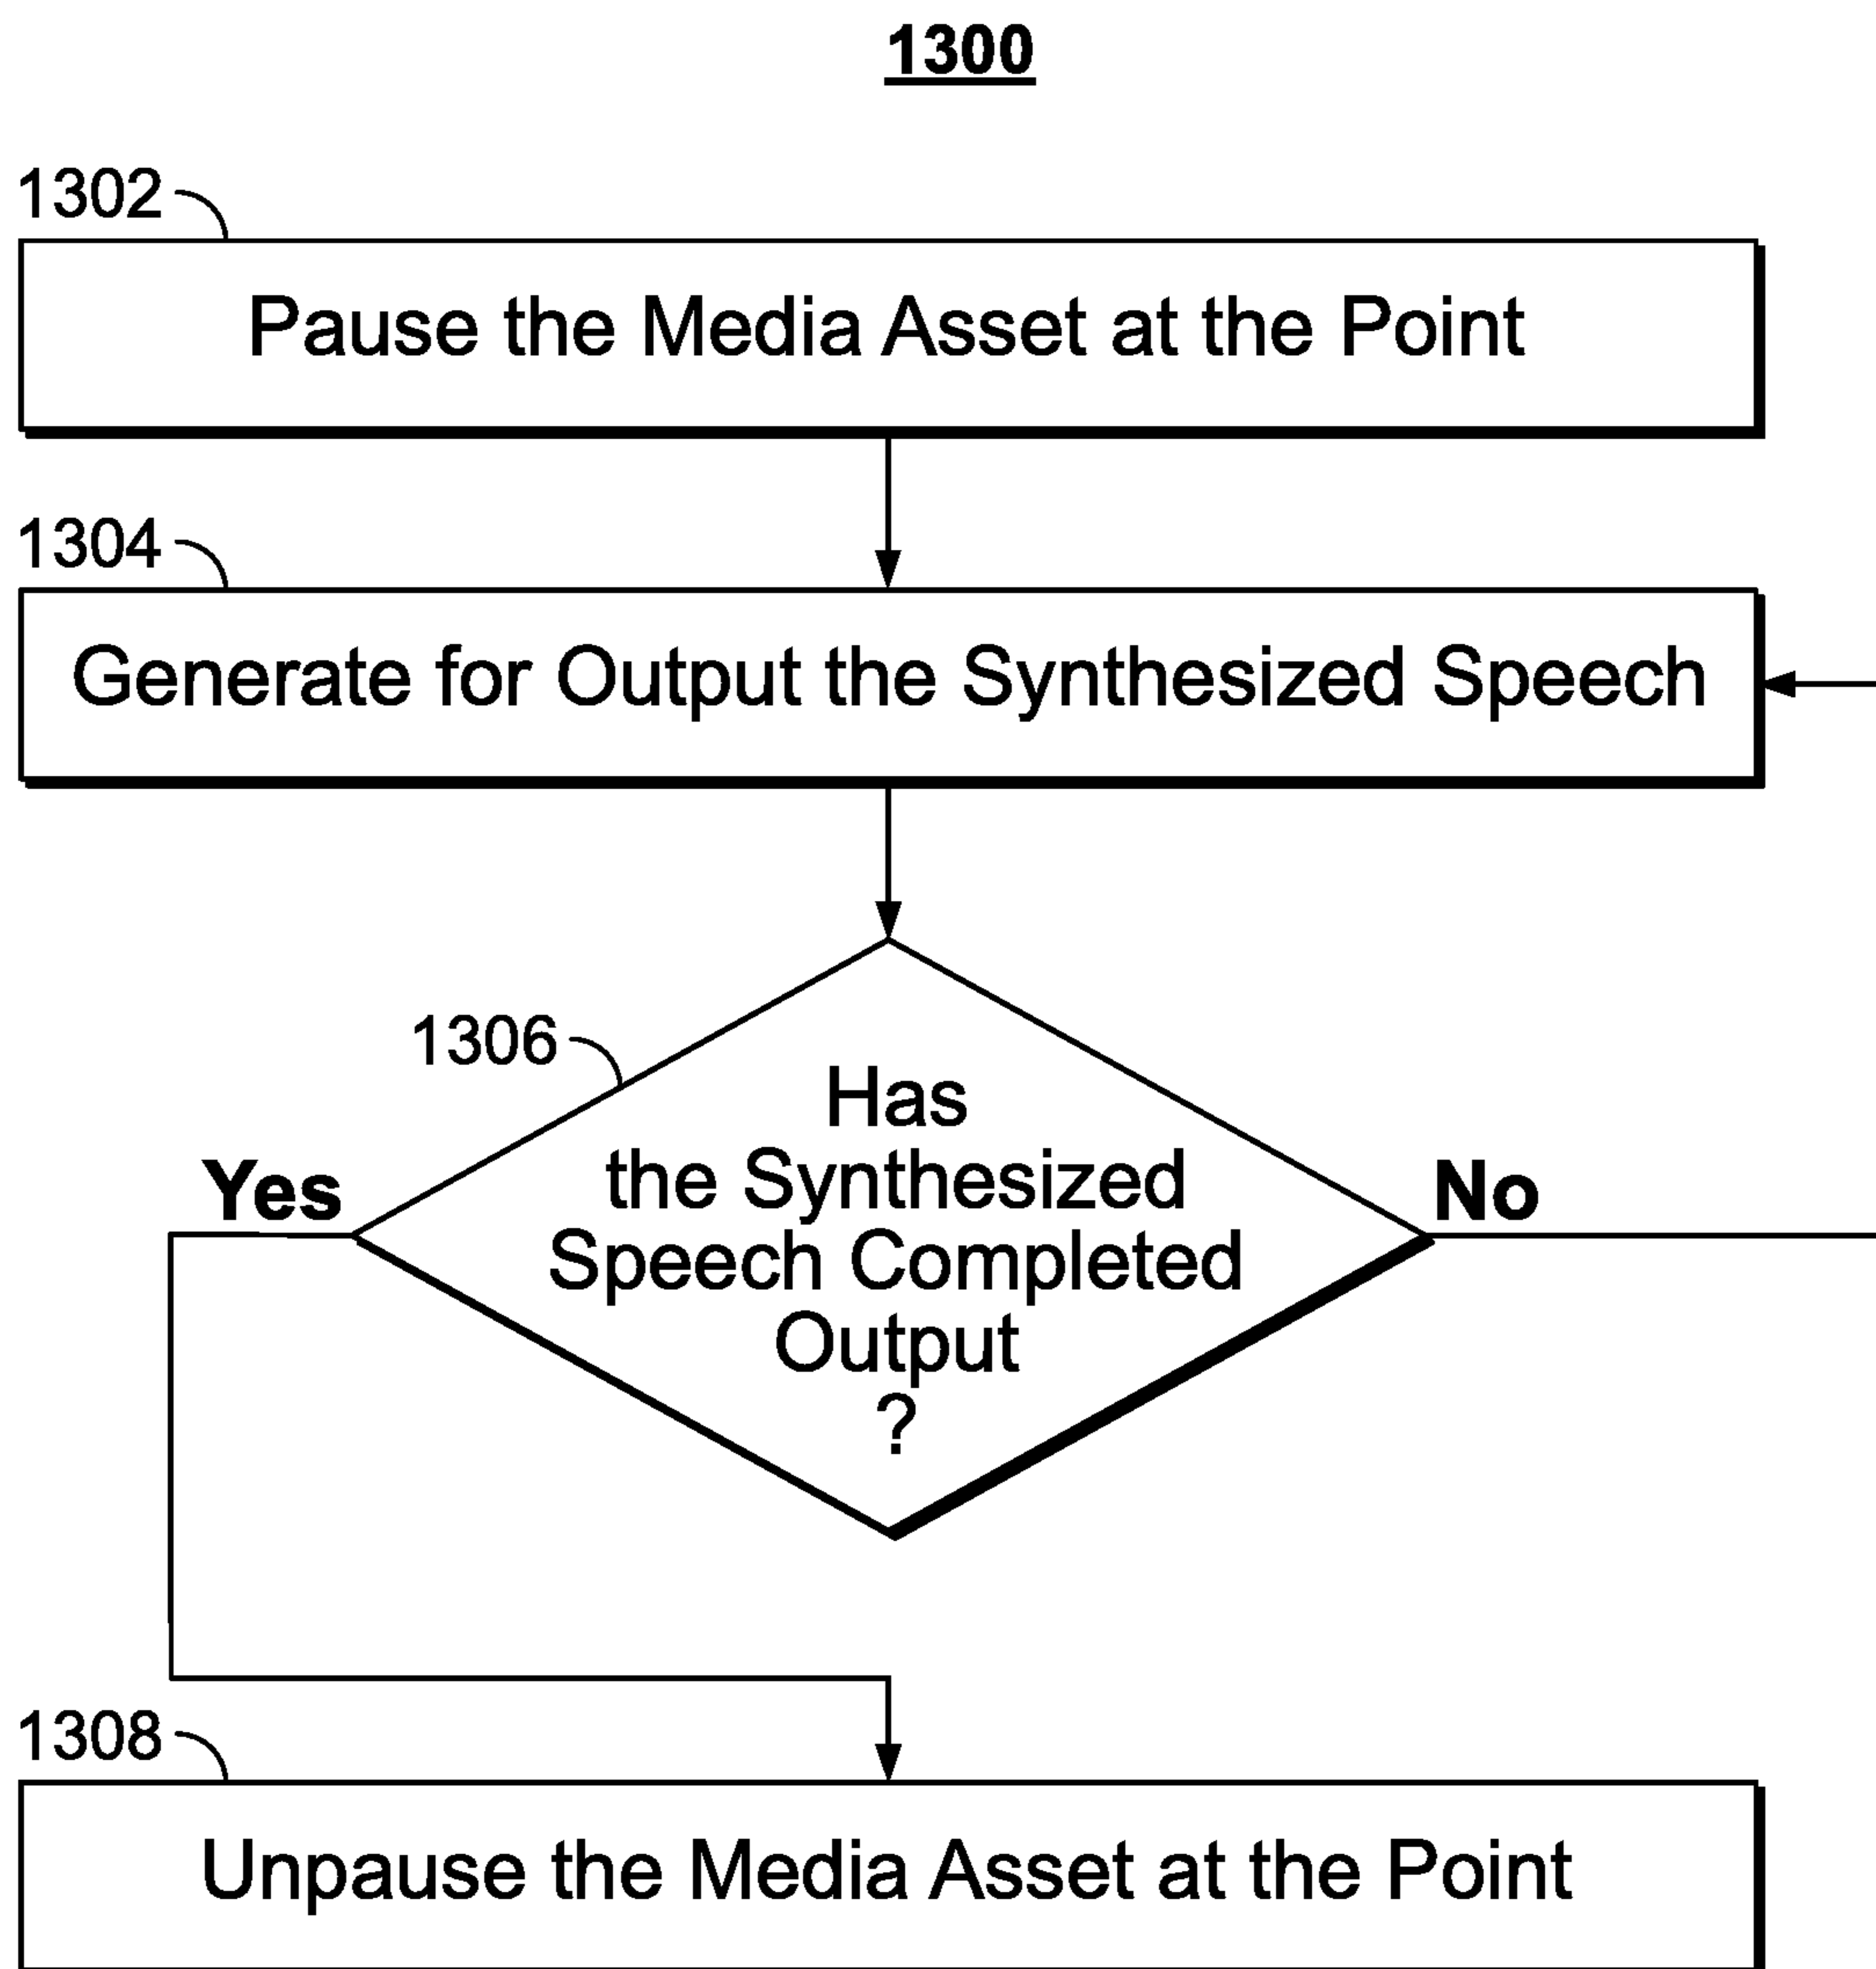 1300
1302
Pause the Media Asset at the Point
1304
Generate for Output the Synthesized Speech
1306
Has
the Synthesized
Speech Completed
Output
?
Yes
No
1308
Unpause the Media Asset at the Point